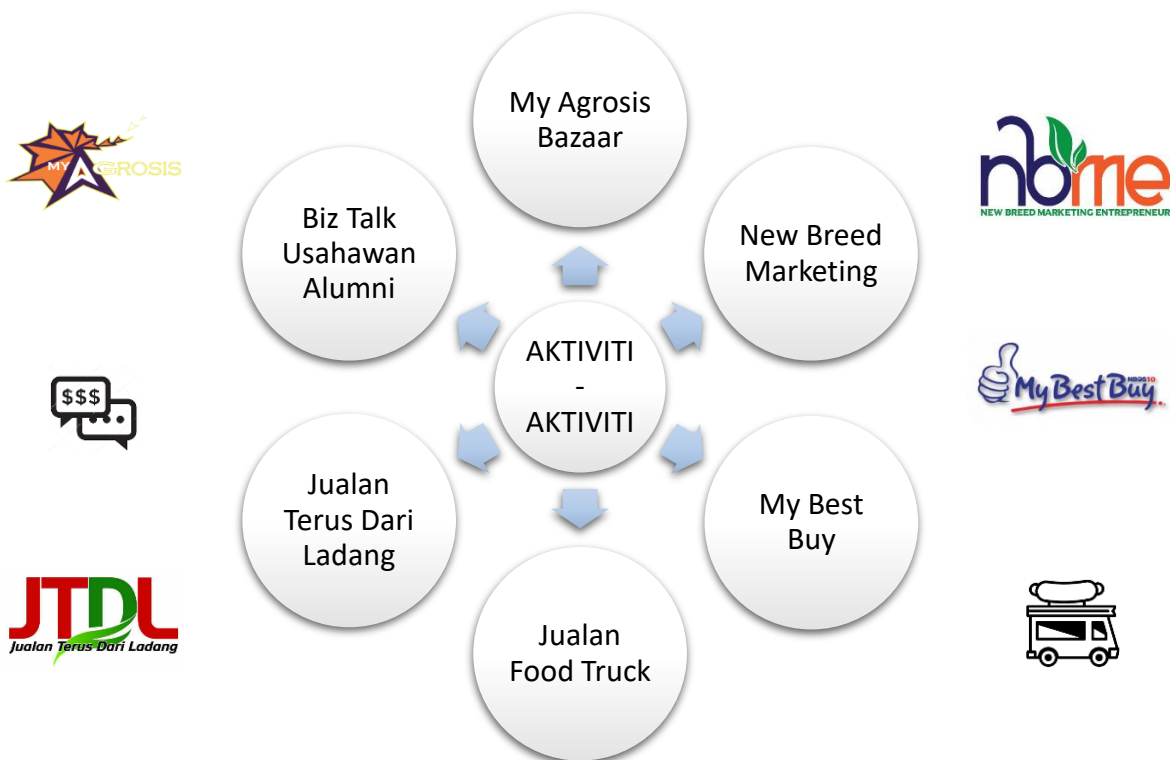 My Agrosis
Bazaar
MY AGROSIS
nbme
NEW BREED MARKETING ENTREPRENEUR
Biz Talk
Usahawan
Alumni
New Breed
Marketing
AKTIVITI
-
AKTIVITI
$$$
My Best Buy
NBOS10
Jualan
Terus Dari
Ladang
My Best
Buy
JTDL
Jualan Terus Dari Ladang
Jualan
Food Truck